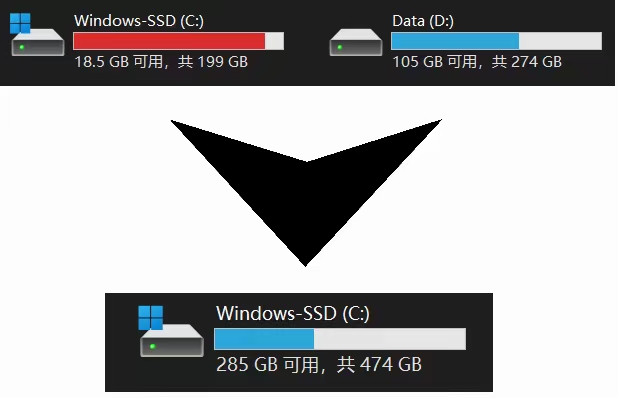 Windows-SSD (C:)
18.5 GB 可用，共 199 GB
Data (D:)
105 GB 可用，共 274 GB
Windows-SSD (C:)
285 GB 可用，共 474 GB